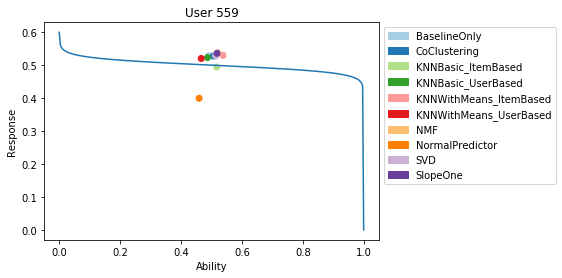 User 559
0.6
0.5
0.4
0.3
0.2
0.1
0.0
Response
0.0 0.2 0.4 0.6 0.8 1.0
Ability
BaselineOnly
CoClustering
KNNBasic_ItemBased
KNNBasic_UserBased
KNNWithMeans_ItemBased
KNNWithMeans_UserBased
NMF
NormalPredictor
SVD
SlopeOne